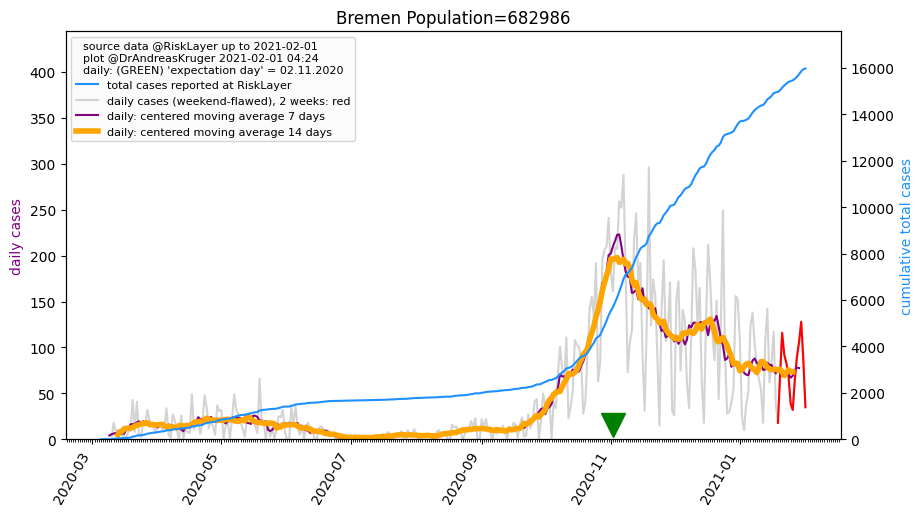 Bremen Population=682986
source data @RiskLayer up to 2021-02-01
plot @DrAndreasKruger 2021-02-01 04:24
daily: (GREEN) 'expectation day' = 02.11.2020
total cases reported at RiskLayer
daily cases (weekend-flawed), 2 weeks: red
daily: centered moving average 7 days
daily: centered moving average 14 days
daily cases
400
350
300
250
200
150
100
50
0
16000
14000
12000
10000
8000
6000
4000
2000
0
cumulative total cases
2020-03
2020-05
2020-07
2020-09
2020-11
2021-01